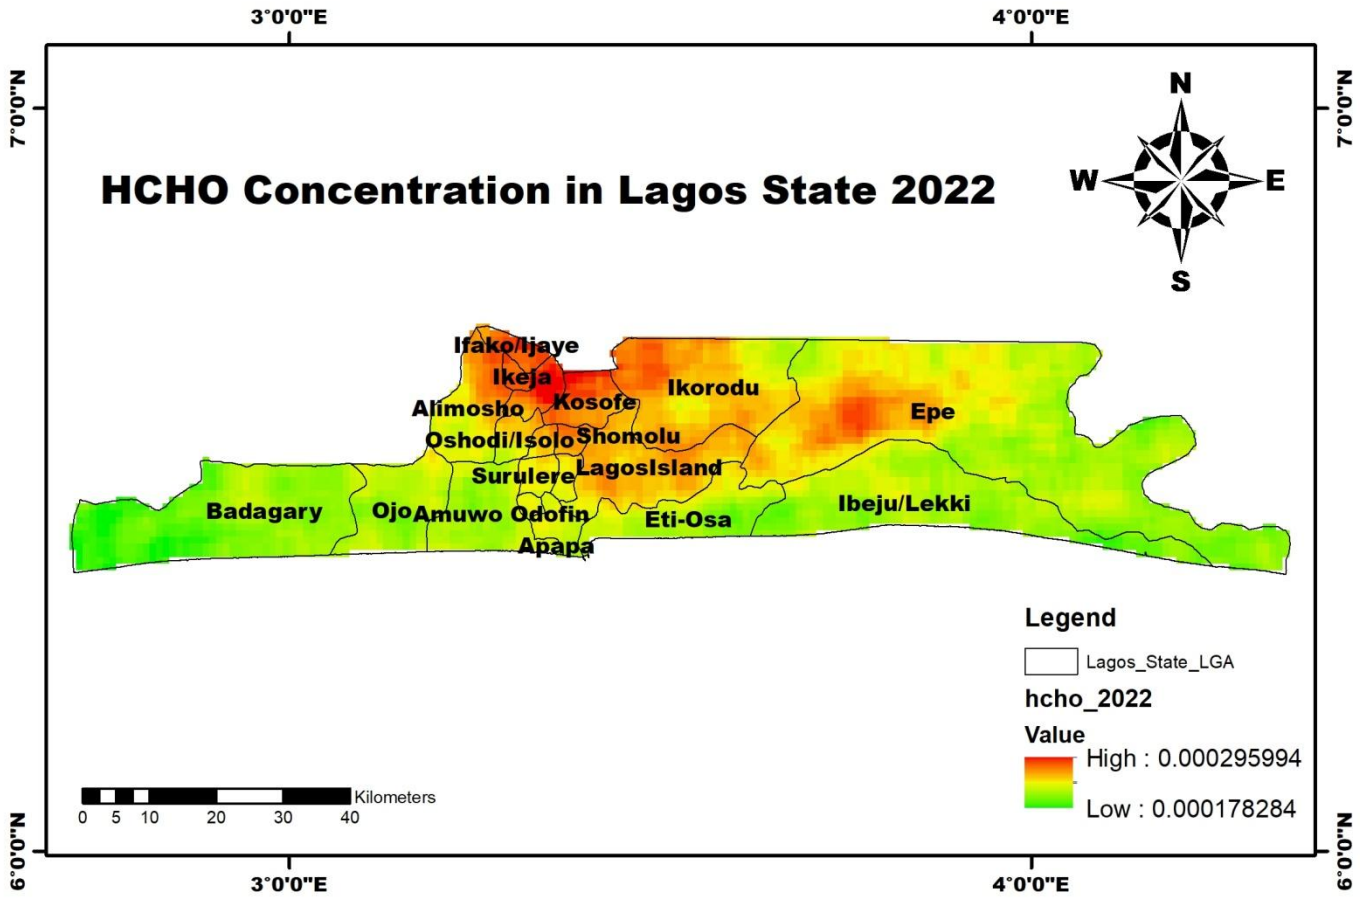 3°0'0"E 4°0'0"E
7°0'0"N 7°0'0"N
N
W E
S
HCHO Concentration in Lagos State 2022
Ifako/Ijaye
Ikeja
Ikorodu
Alimosho
Kosofe
Epe
Oshodi/Isolo
Shomolu
Surulere
LagosIsland
Badagary
Ojo
Amuwo Odofin
Eti-Osa
Ibeju/Lekki
Apapa
Legend
Lagos_State_LGA
hcho_2022
Value
High : 0.000295994
Low : 0.000178284
Kilometers
0 5 10 20 30 40
6°0'0"N 6°0'0"N
3°0'0"E 4°0'0"E